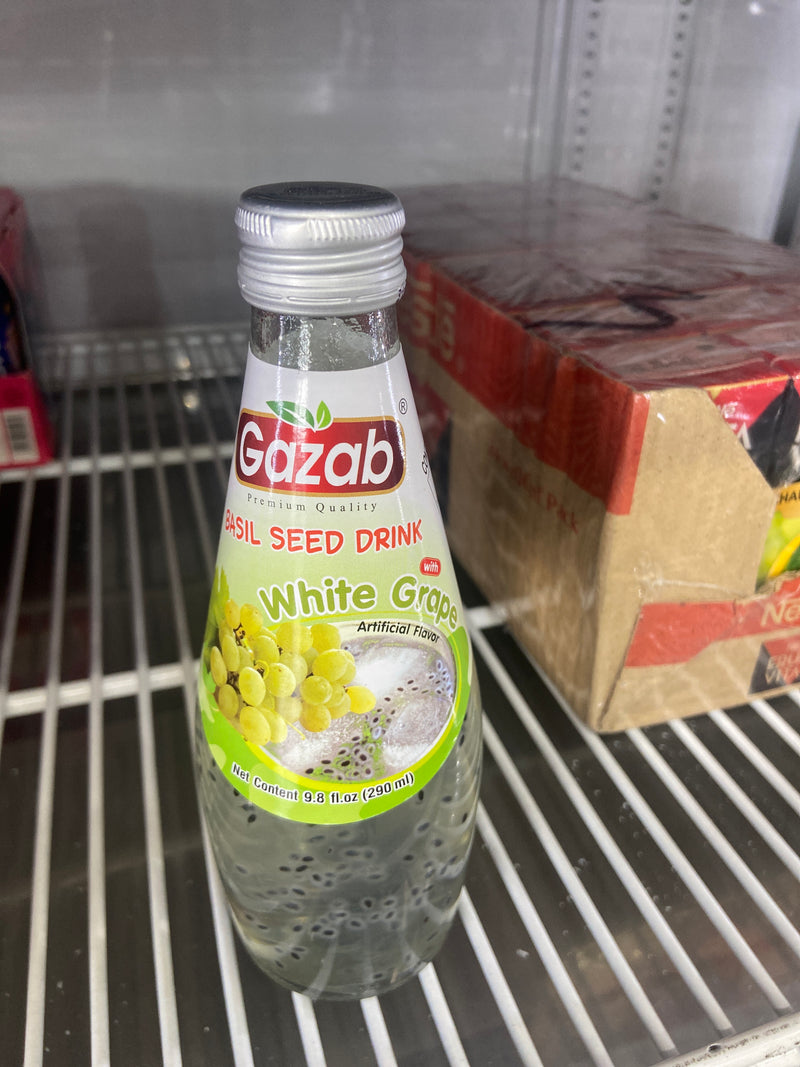 Gazab
®
Premium Quality
BASIL SEED DRINK
with
White Grape
Artificial Flavor
Net Content 9.8 fl.oz (290 ml)
Ne